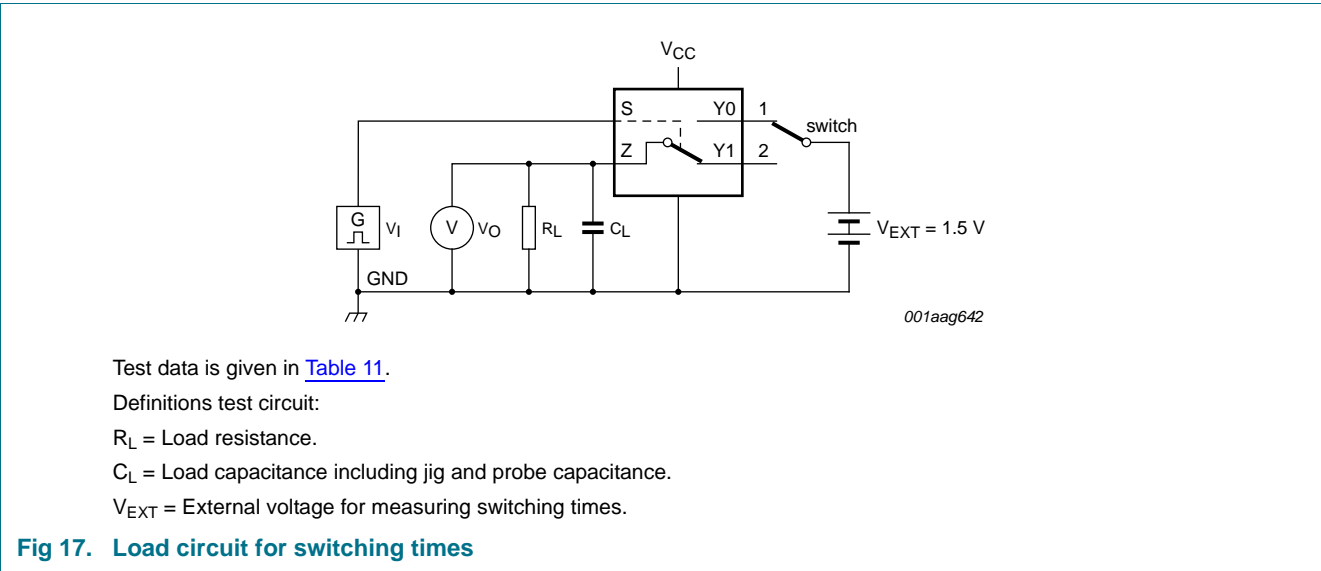 VCC
S Y0 1
switch
Z Y1 2
G VI V VO RL CL VEXT = 1.5 V
GND
001aag642
Test data is given in Table 11.
Definitions test circuit:
RL = Load resistance.
CL = Load capacitance including jig and probe capacitance.
VEXT = External voltage for measuring switching times.
Fig 17. Load circuit for switching times